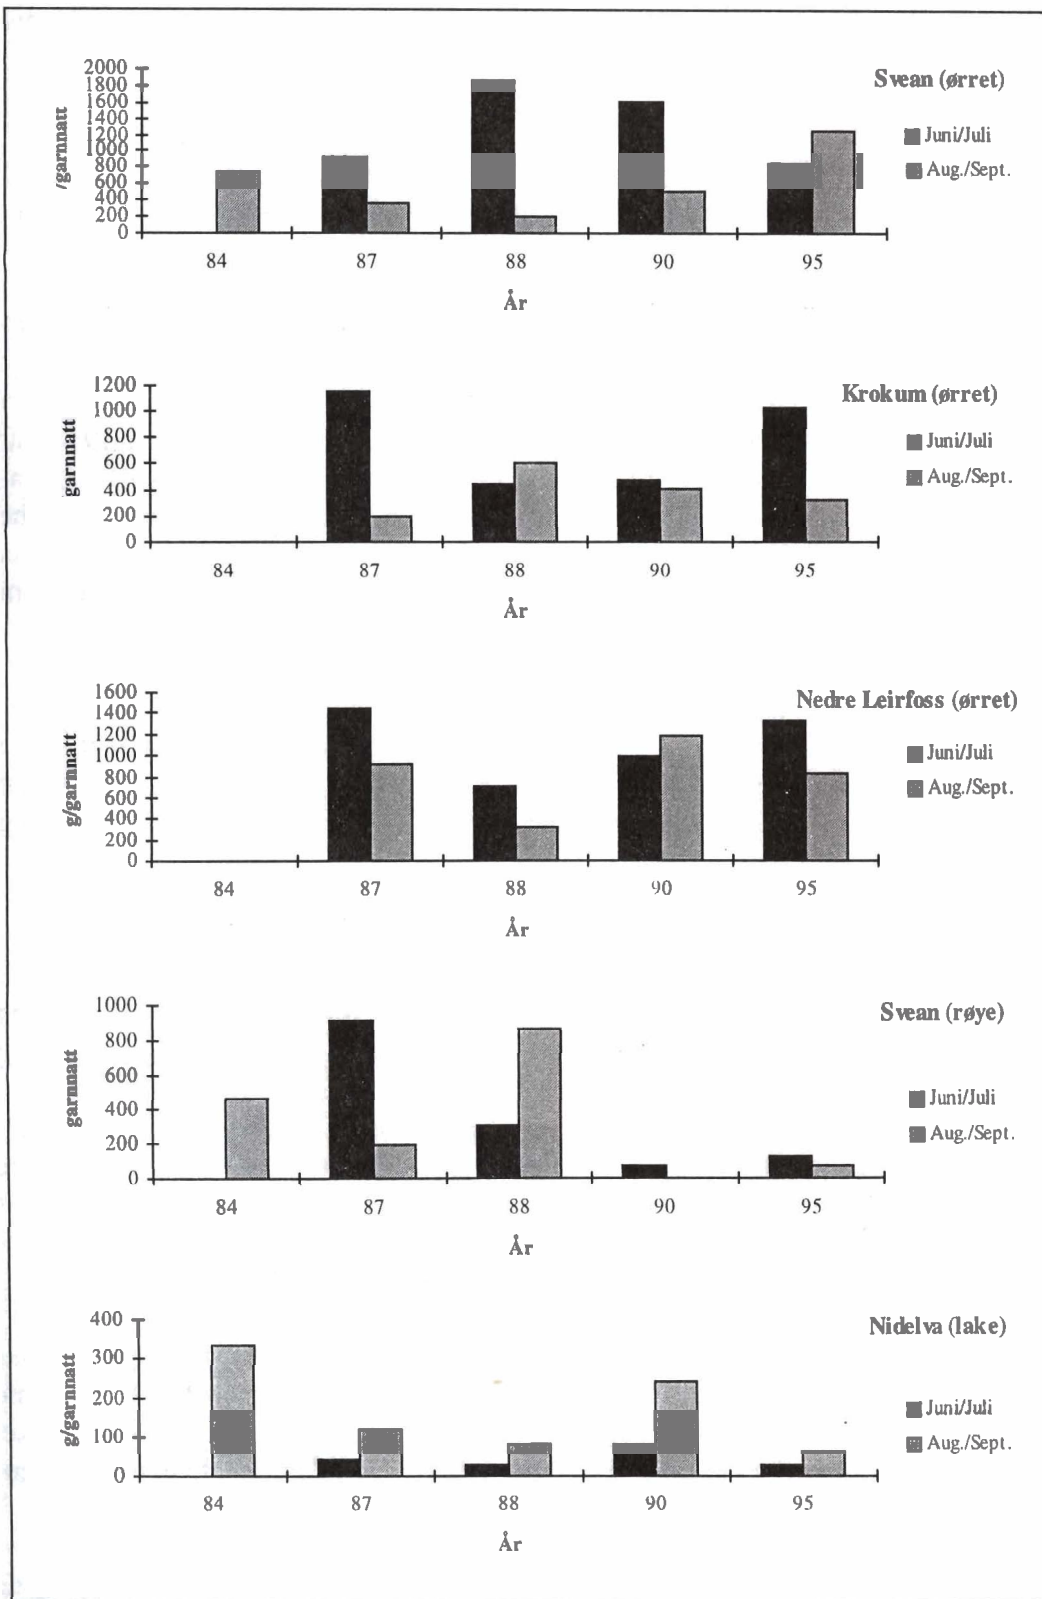 Svean (ørret)
/garnnatt
2000
1800
1600
1400
1200
1000
800
600
400
200
0
84 87 88 90 95
År
Juni/Juli
Aug./Sept.
Krokum (ørret)
garnnatt
1200
1000
800
600
400
200
0
84 87 88 90 95
År
Juni/Juli
Aug./Sept.
Nedre Leirfoss (ørret)
g/garnnatt
1600
1400
1200
1000
800
600
400
200
0
84 87 88 90 95
År
Juni/Juli
Aug./Sept.
Svean (røye)
garnnatt
1000
800
600
400
200
0
84 87 88 90 95
År
Juni/Juli
Aug./Sept.
Nidelva (lake)
g/garnnatt
400
300
200
100
0
84 87 88 90 95
År
Juni/Juli
Aug./Sept.